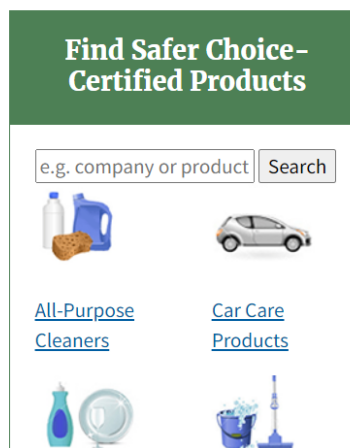 Find Safer Choice-
Certified Products
e.g. company or product
Search
All-Purpose
Cleaners
Car Care
Products